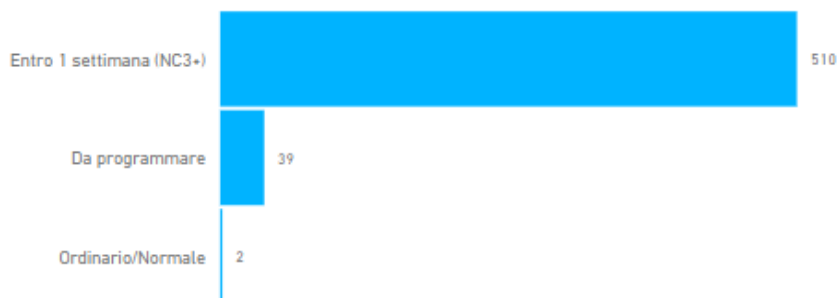 Entro 1 settimana (NC3+)
510
Da programmare
39
Ordinario/Normale
2